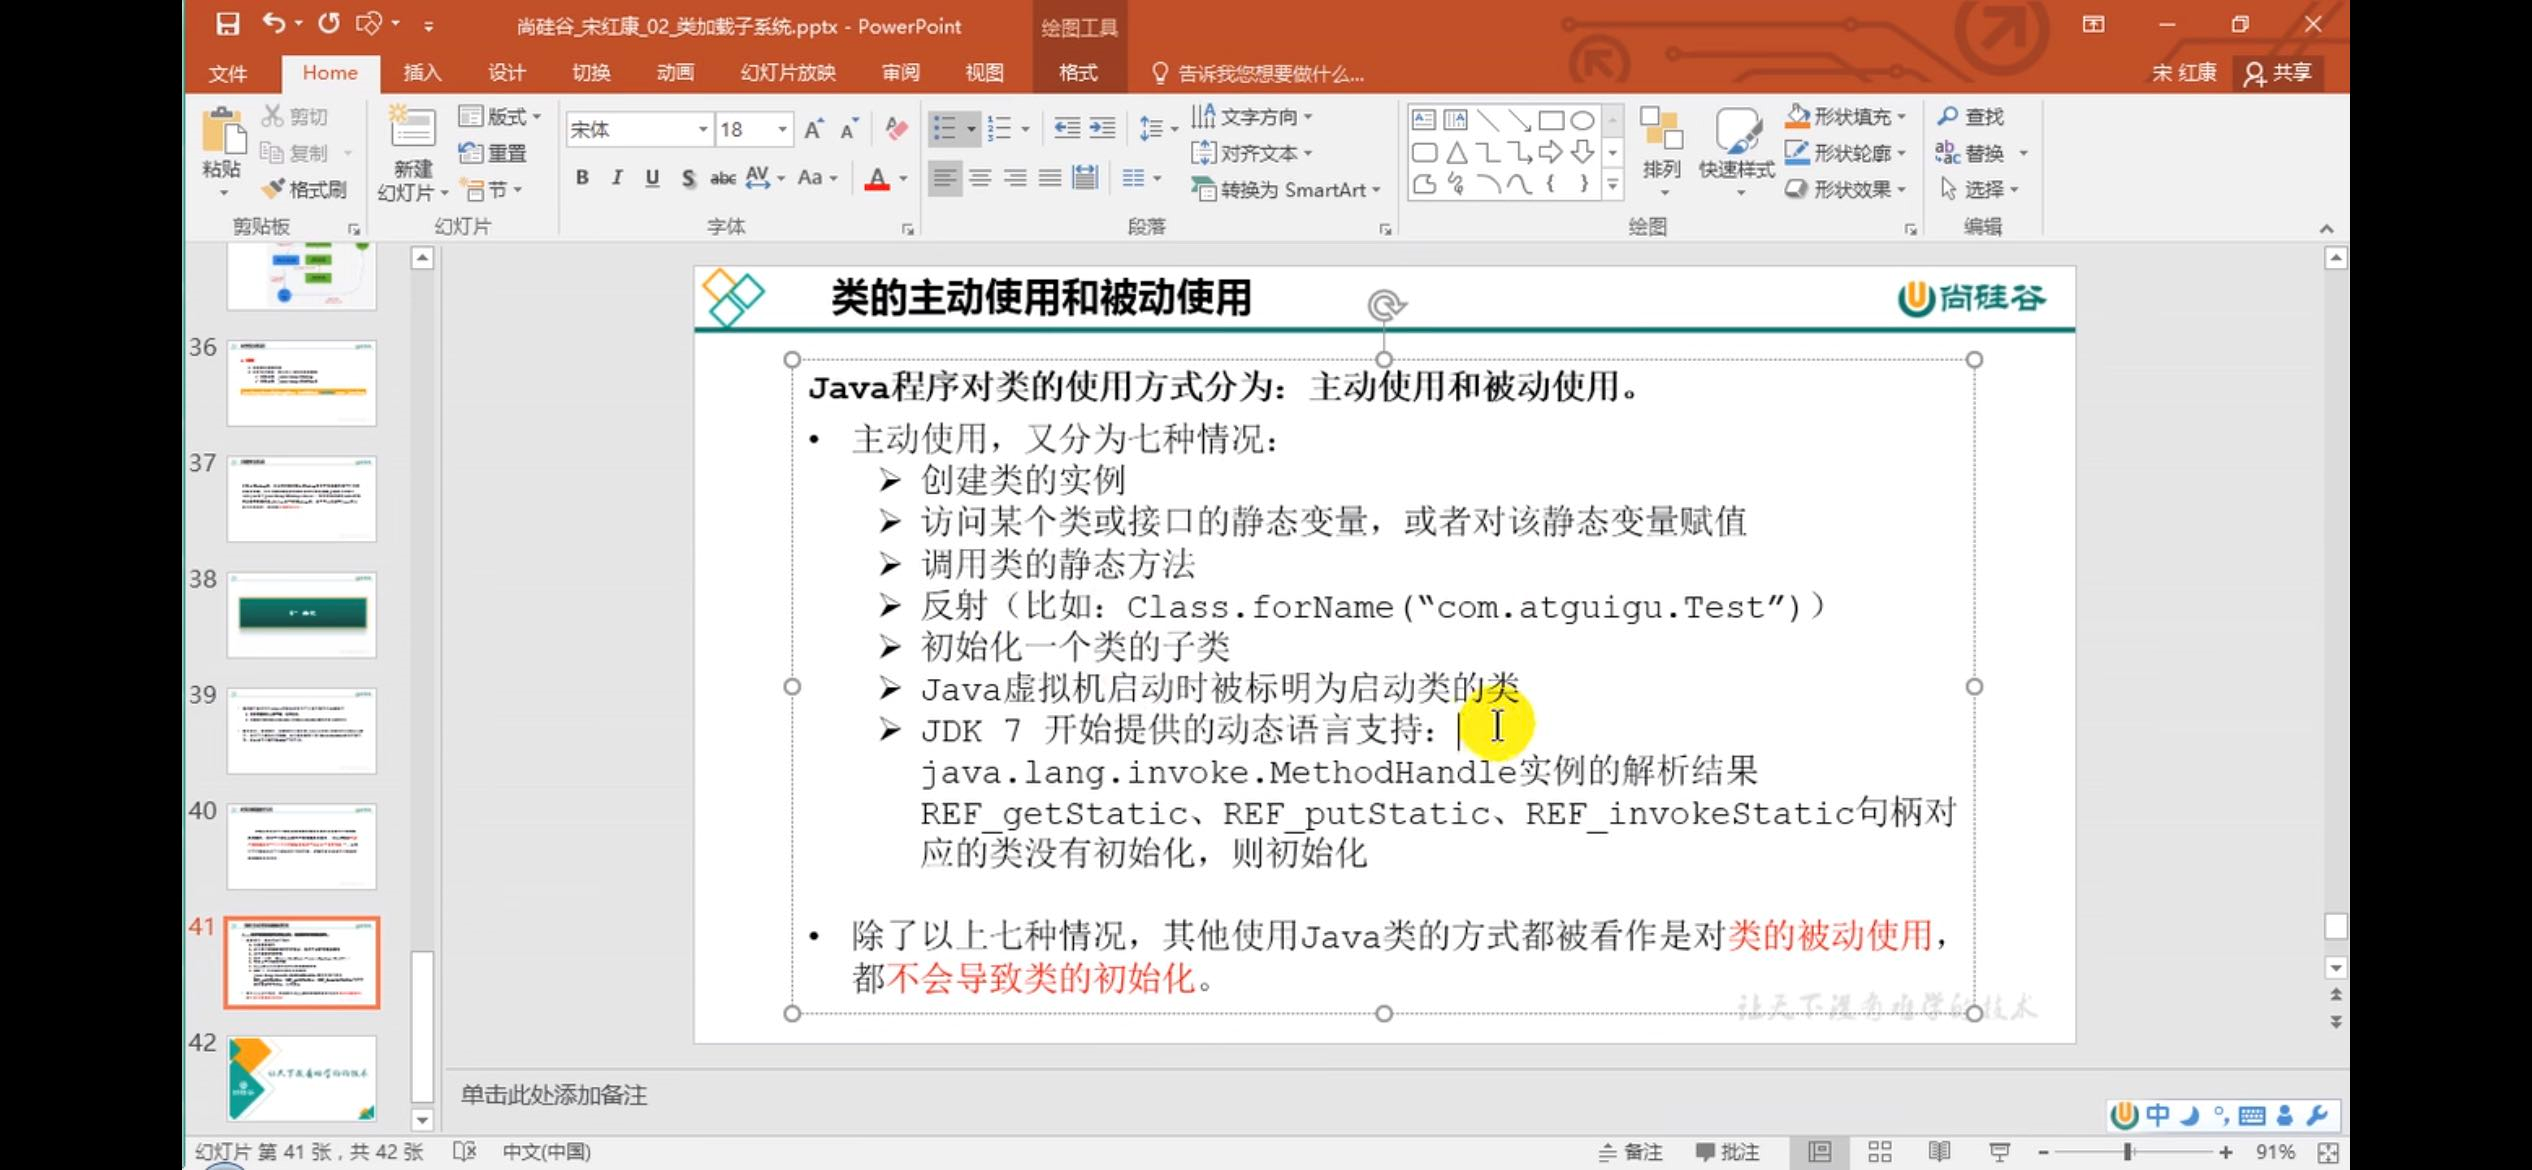 尚硅谷_宋红康_02_类加载子系统.pptx - PowerPoint
绘图工具
文件
Home
插入
设计
切换
动画
幻灯片放映
审阅
视图
格式
告诉我您想要做什么...
宋 红康
共享
粘贴
剪切
复制
格式刷
剪贴板
新建
幻灯片
版式
重置
节
幻灯片
宋体
18
B I U S abc AV Aa A
字体
文字方向
对齐文本
转换为 SmartArt
段落
排列
快速样式
形状填充
形状轮廓
形状效果
绘图
查找
替换
选择
编辑
36
37
38
39
40
41
42
类的主动使用和被动使用
尚硅谷
Java程序对类的使用方式分为：主动使用和被动使用。
• 主动使用，又分为七种情况：
➢ 创建类的实例
➢ 访问某个类或接口的静态变量，或者对该静态变量赋值
➢ 调用类的静态方法
➢ 反射（比如：Class.forName(“com.atguigu.Test”)）
➢ 初始化一个类的子类
➢ Java虚拟机启动时被标明为启动类的类
➢ JDK 7 开始提供的动态语言支持：
java.lang.invoke.MethodHandle实例的解析结果
REF_getStatic、REF_putStatic、REF_invokeStatic句柄对
应的类没有初始化，则初始化
• 除了以上七种情况，其他使用Java类的方式都被看作是对类的被动使用，
都不会导致类的初始化。
让天下没有难学的技术
单击此处添加备注
中
幻灯片 第 41 张，共 42 张
中文(中国)
备注
批注
91%